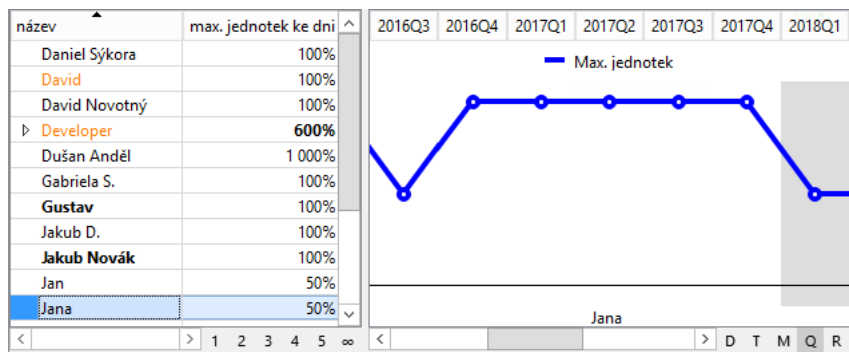 název max. jednotek ke dni
Daniel Sýkora 100%
David 100%
David Novotný 100%
Developer 600%
Dušan Anděl 1 000%
Gabriela S. 100%
Gustav 100%
Jakub D. 100%
Jakub Novák 100%
Jan 50%
Jana 50%
1 2 3 4 5 ∞
2016Q3 2016Q4 2017Q1 2017Q2 2017Q3 2017Q4 2018Q1
Max. jednotek
Jana
D T M Q R